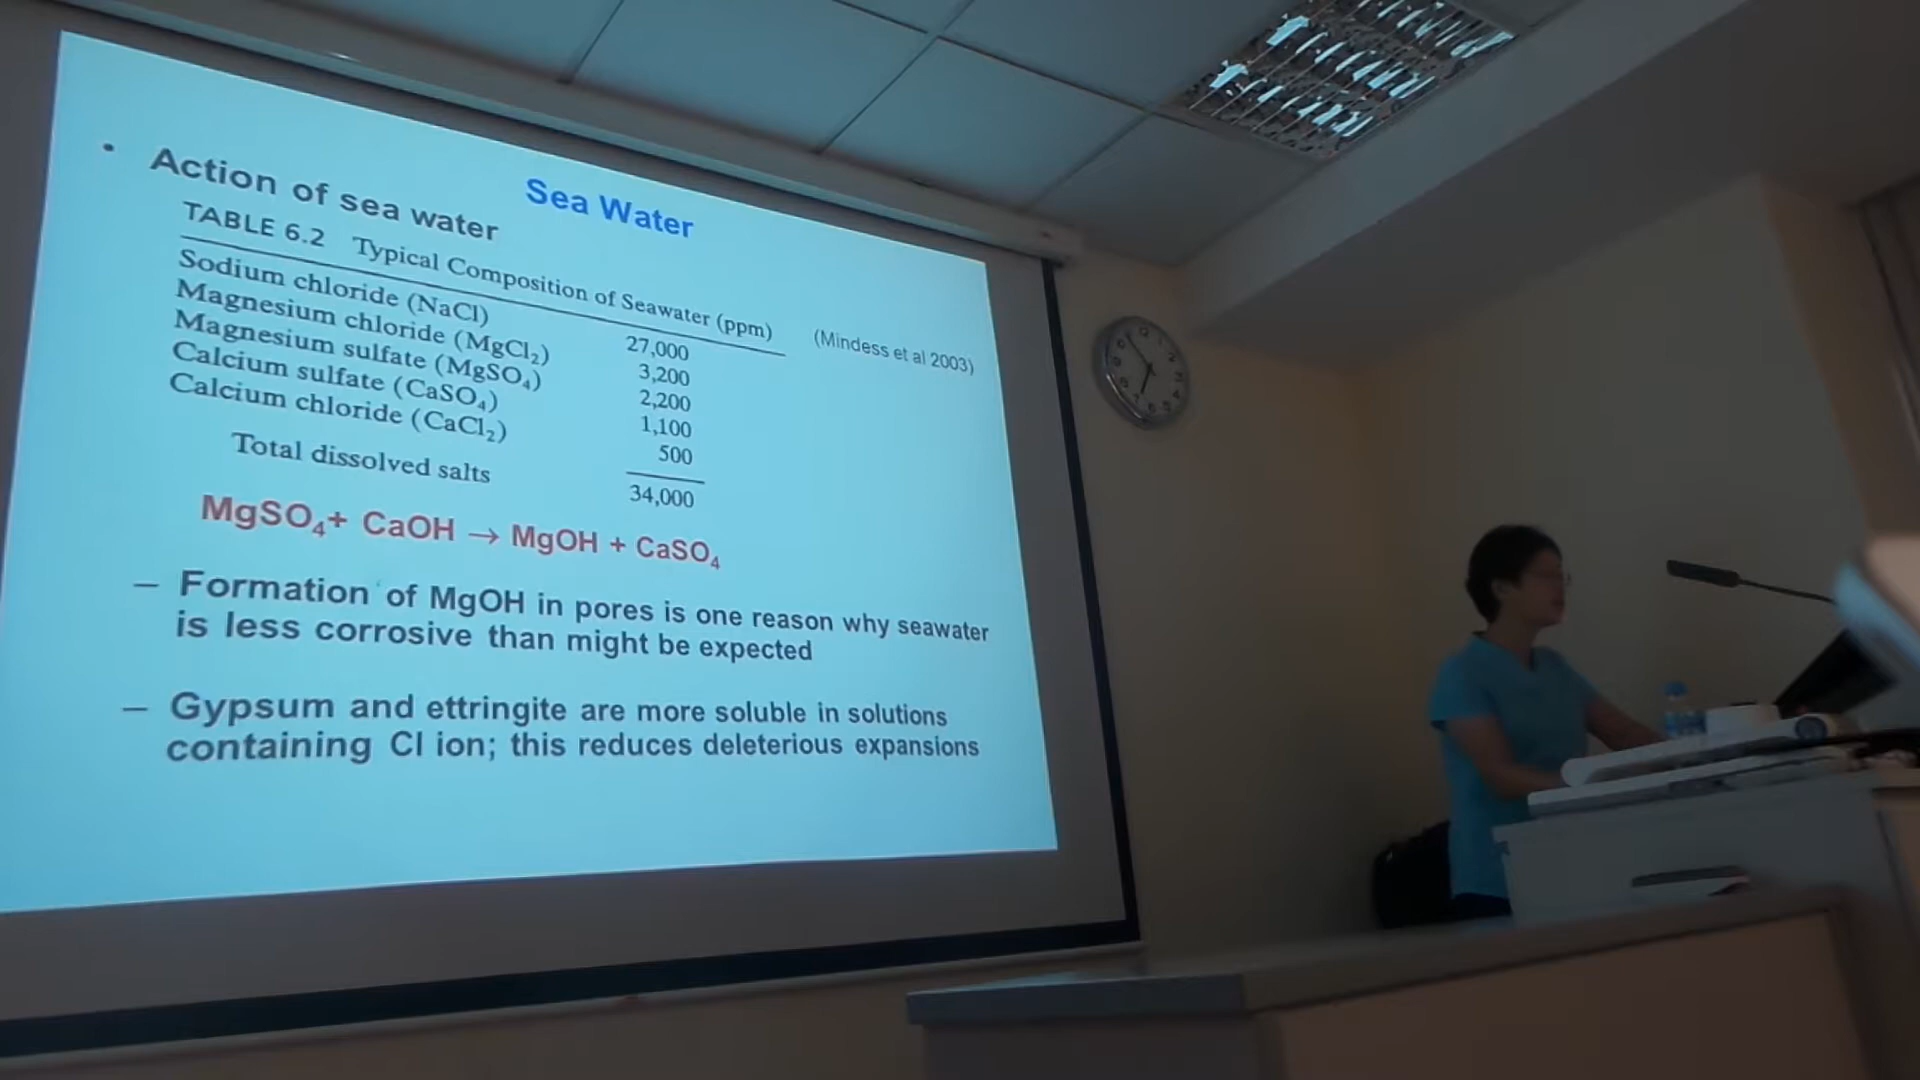 Sea Water
• Action of sea water
TABLE 6.2 Typical Composition of Seawater (ppm)
(Mindess et al 2003)
Sodium chloride (NaCl) 27,000
Magnesium chloride (MgCl₂) 3,200
Magnesium sulfate (MgSO₄) 2,200
Calcium sulfate (CaSO₄) 1,100
Calcium chloride (CaCl₂) 500
Total dissolved salts 34,000
MgSO₄+ CaOH → MgOH + CaSO₄
– Formation of MgOH in pores is one reason why seawater
is less corrosive than might be expected
– Gypsum and ettringite are more soluble in solutions
containing Cl ion; this reduces deleterious expansions